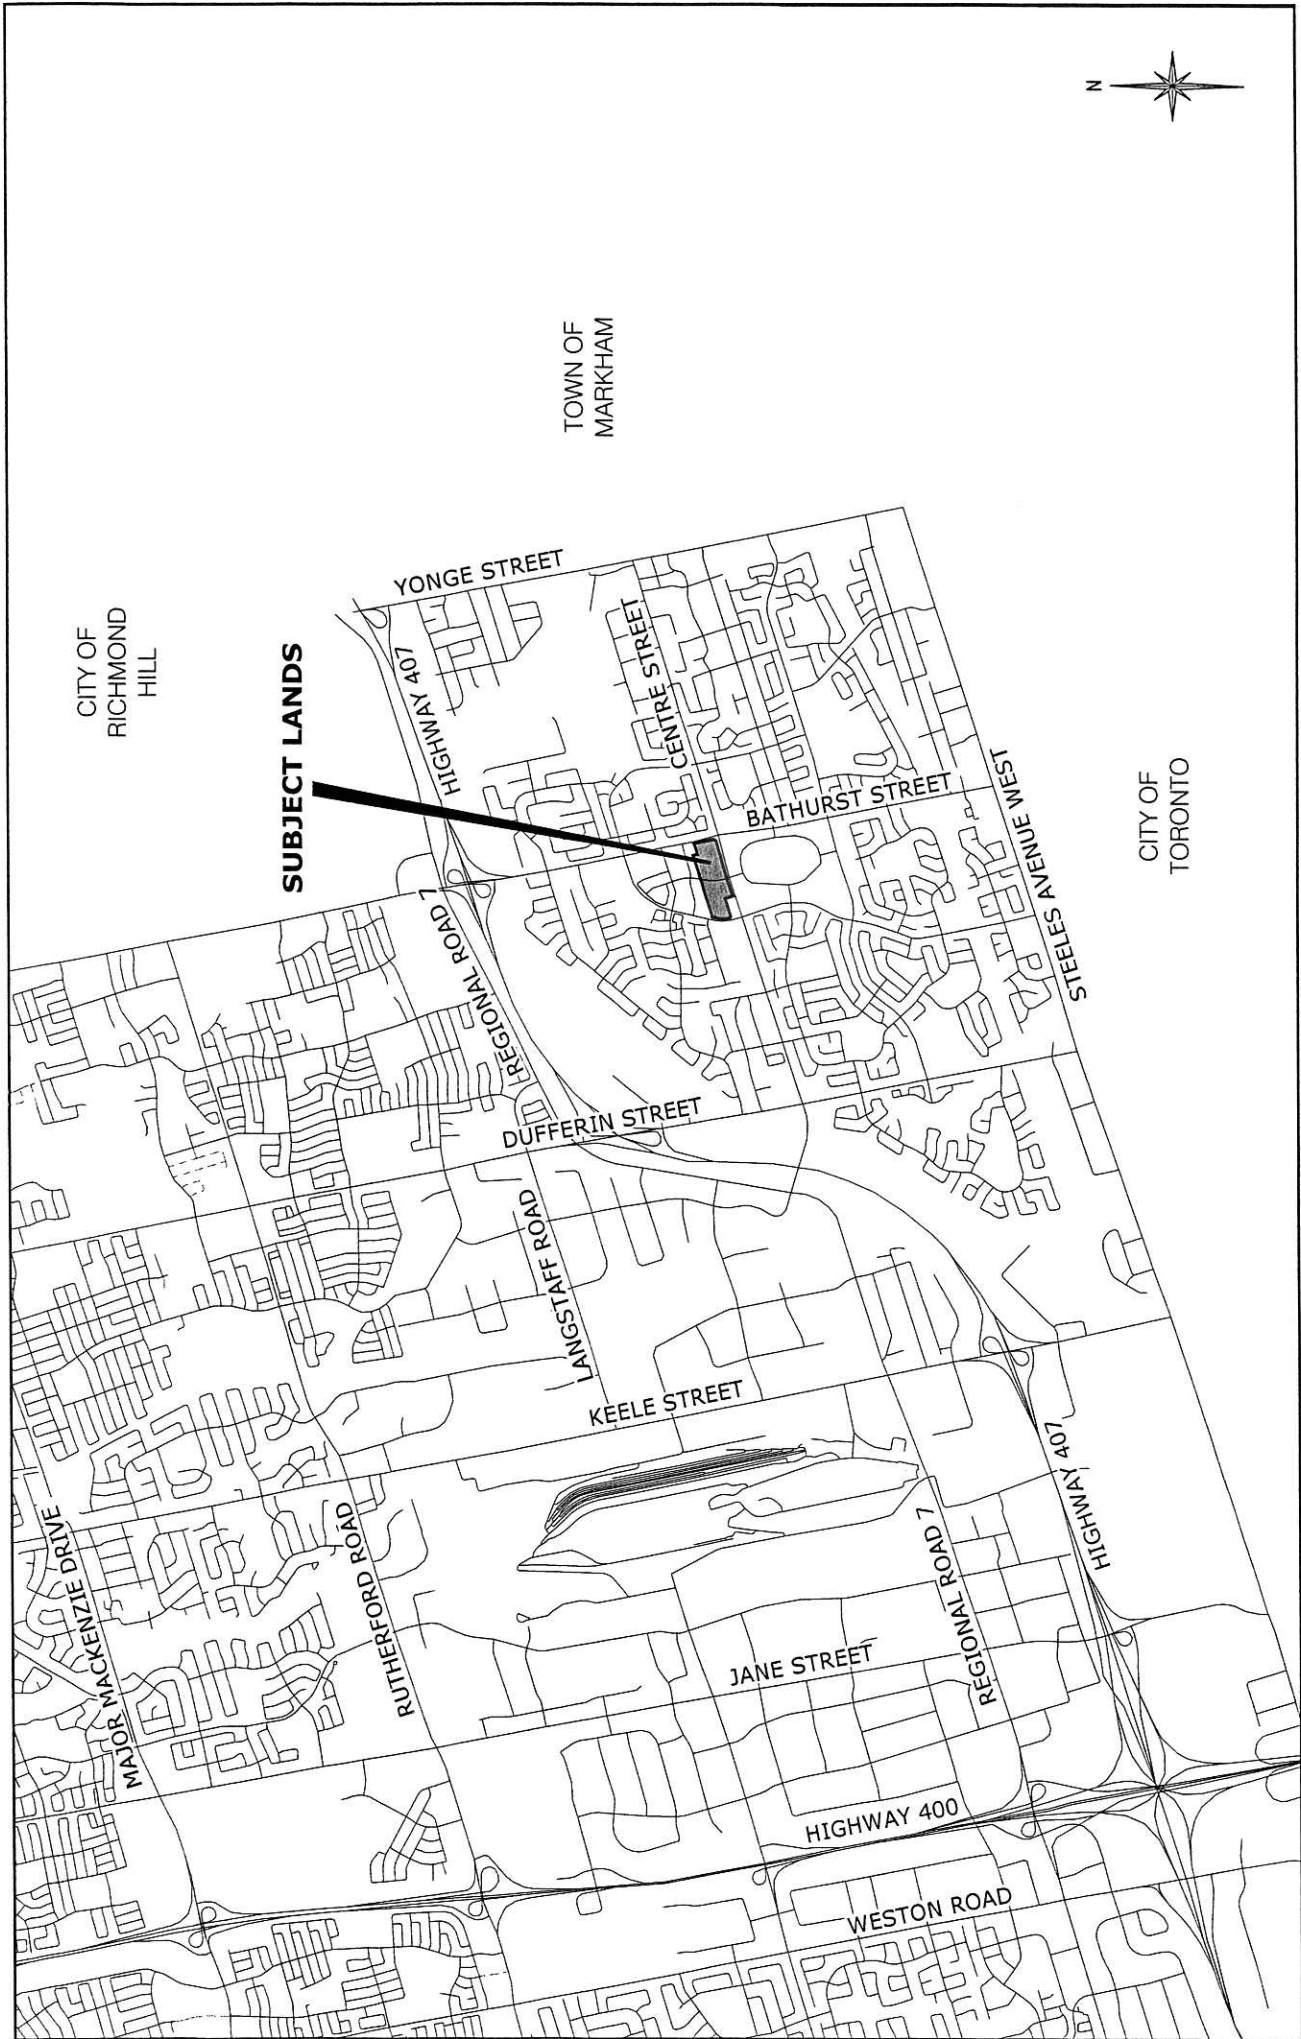 N
TOWN OF
MARKHAM
CITY OF
RICHMOND
HILL
SUBJECT LANDS
YONGE STREET
HIGHWAY 407
CENTRE STREET
BATHURST STREET
CITY OF
TORONTO
STEELES AVENUE WEST
REGIONAL ROAD 7
DUFFERIN STREET
LANGSTAFF ROAD
KEELE STREET
HIGHWAY 407
MAJOR MACKENZIE DRIVE
RUTHERFORD ROAD
REGIONAL ROAD 7
JANE STREET
HIGHWAY 400
WESTON ROAD